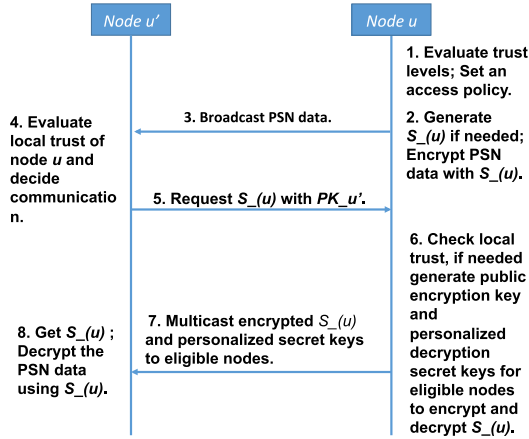 Node u’
Node u
1. Evaluate trust
levels; Set an
access policy.
2. Generate
S_(u) if needed;
Encrypt PSN
data with S_(u).
3. Broadcast PSN data.
4. Evaluate
local trust of
node u and
decide
communicatio
n.
5. Request S_(u) with PK_u’.
6. Check local
trust, if needed
generate public
encryption key
and
personalized
decryption
secret keys for
eligible nodes
to encrypt and
decrypt S_(u).
7. Multicast encrypted S_(u)
and personalized secret keys
to eligible nodes.
8. Get S_(u) ;
Decrypt the
PSN data
using S_(u).